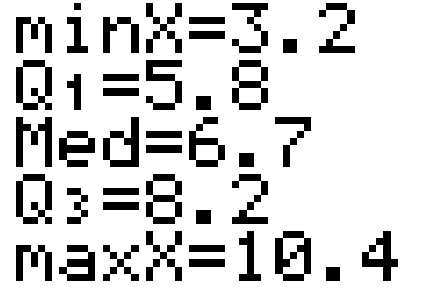 minX=3.2
Q₁=5.8
Med=6.7
Q₃=8.2
maxX=10.4